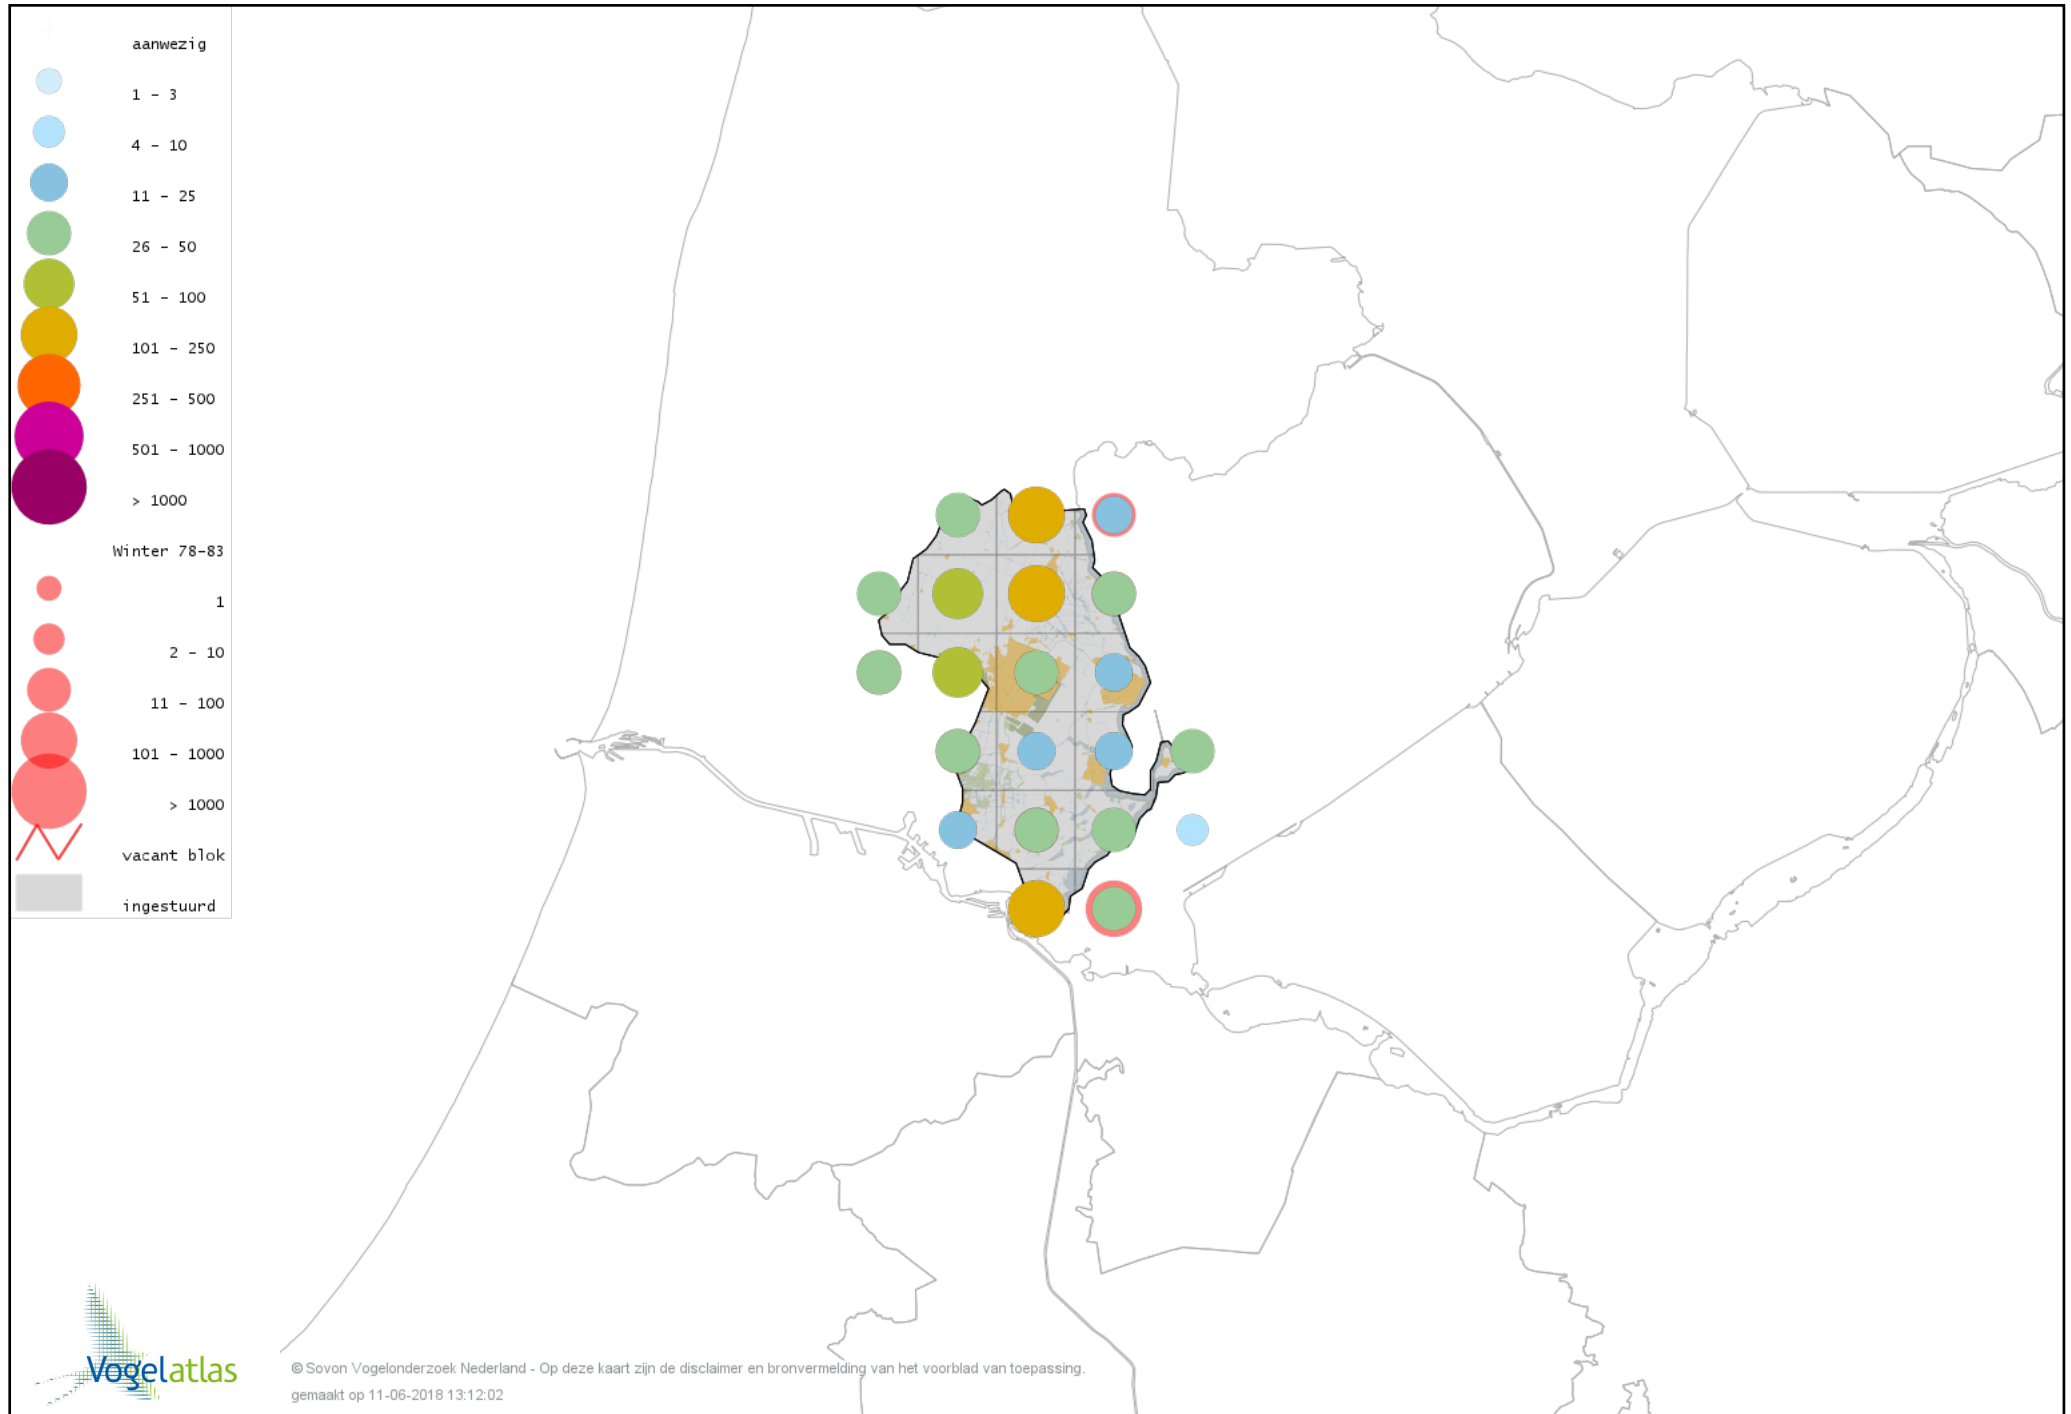 aanwezig
1 - 3
4 - 10
11 - 25
26 - 50
51 - 100
101 - 250
251 - 500
501 - 1000
> 1000
Winter 78-83
1
2 - 10
11 - 100
101 - 1000
> 1000
vacant blok
ingestuurd
Vogelatlas
© Sovon Vogelonderzoek Nederland - Op deze kaart zijn de disclaimer en bronvermelding van het voorblad van toepassing.
gemaakt op 11-06-2018 13:12:02